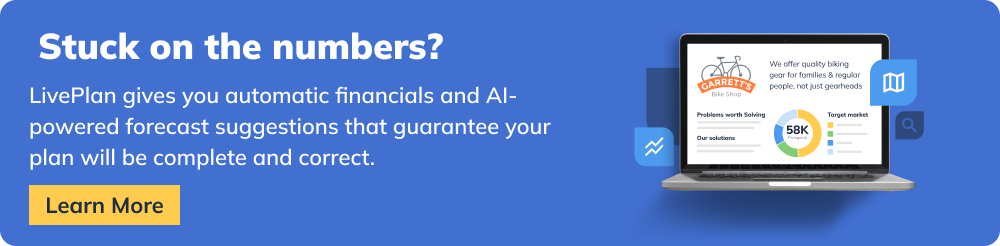 Stuck on the numbers?
LivePlan gives you automatic financials and AI-
powered forecast suggestions that guarantee your
plan will be complete and correct.
Learn More
GARRETT'S
Bike Shop
We offer quality biking
gear for families & regular
people, not just gearheads
Problems worth Solving
Our solutions
58K
Prospects
Target market